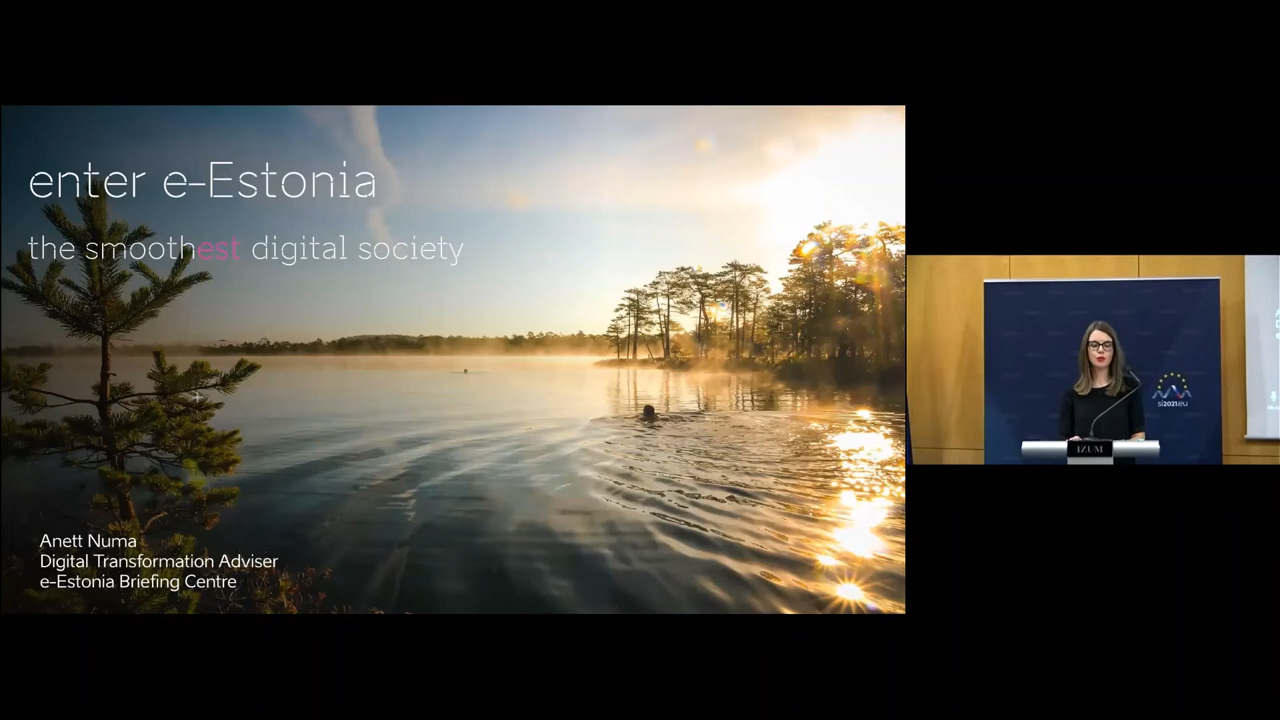 enter e-Estonia
the smoothest digital society
Anett Numa
Digital Transformation Adviser
e-Estonia Briefing Centre
si2021.eu
IZUM